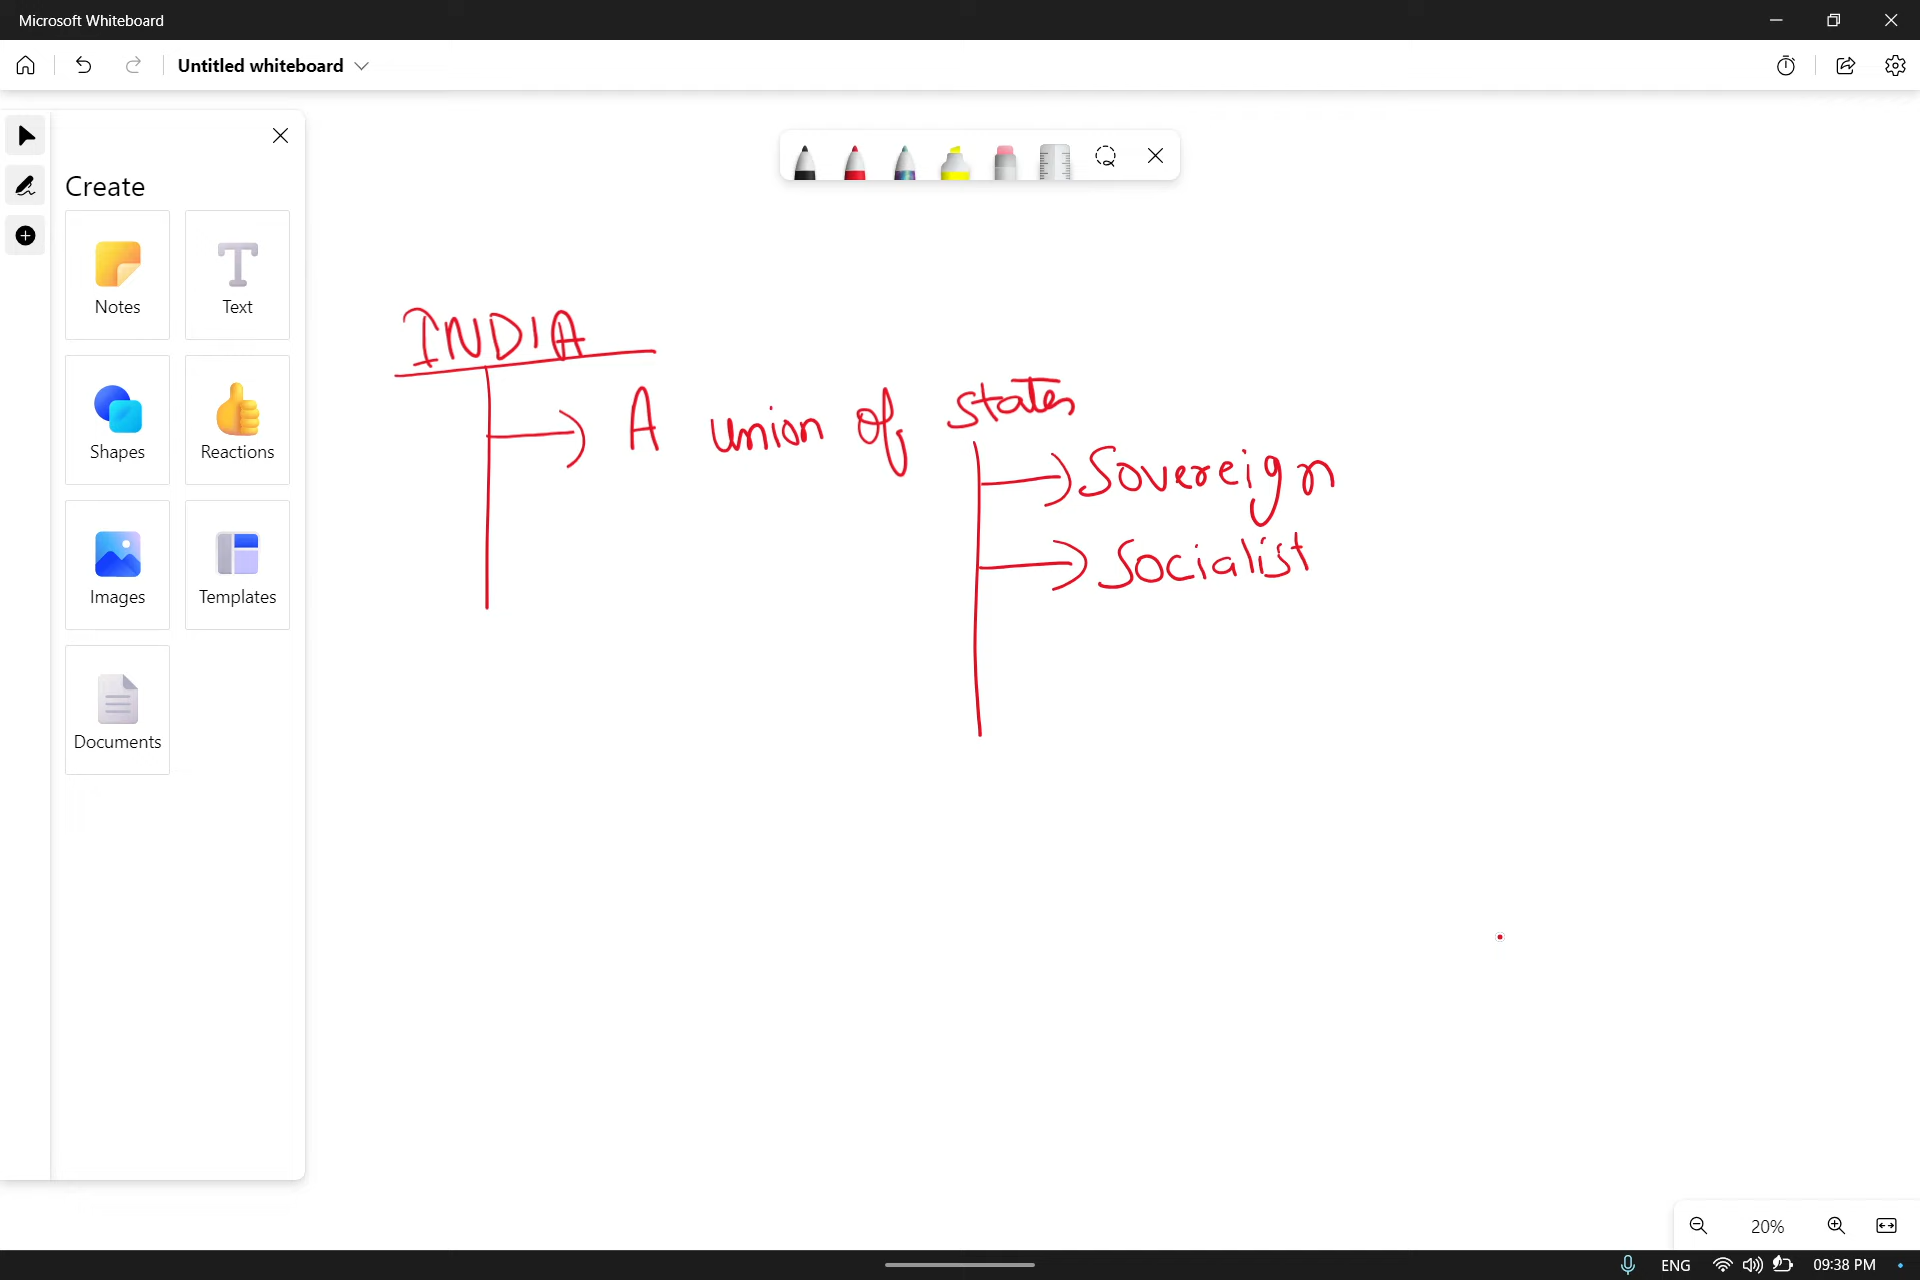 Microsoft Whiteboard
Untitled whiteboard
Create
Notes
Text
Shapes
Reactions
Images
Templates
Documents
INDIA
A union of states
Sovereign
Socialist
20%
ENG
09:38 PM